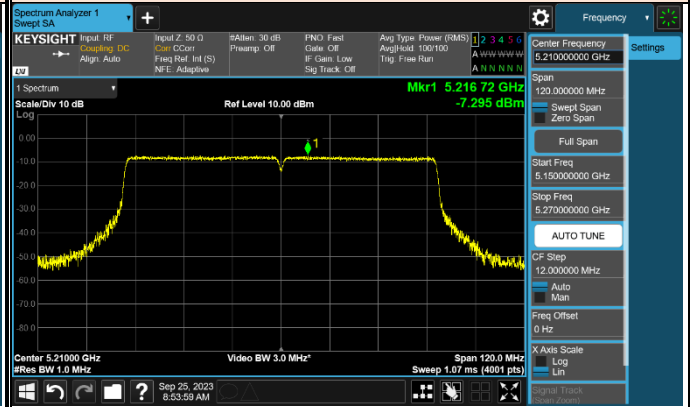 Spectrum Analyzer 1
Swept SA
+
Frequency
KEYSIGHT
Input: RF
Coupling: DC
Align: Auto
Input Z: 50 Ω
Corr CCorr
Freq Ref: Int (S)
NFE: Adaptive
#Atten: 30 dB
Preamp: Off
PNO: Fast
Gate: Off
IF Gain: Low
Sig Track: Off
Avg Type: Power (RMS)
Avg|Hold: 100/100
Trig: Free Run
1 2 3 4 5 6
A W W W W W
A N N N N N
LXI
1 Spectrum
Scale/Div 10 dB
Log
Ref Level 10.00 dBm
Mkr1 5.216 72 GHz
-7.295 dBm
1
0.00
-10.0
-20.0
-30.0
-40.0
-50.0
-60.0
-70.0
-80.0
Center 5.21000 GHz
#Res BW 1.0 MHz
Video BW 3.0 MHz*
Span 120.0 MHz
Sweep 1.07 ms (4001 pts)
Center Frequency
5.210000000 GHz
Settings
Span
120.000000 MHz
Swept Span
Zero Span
Full Span
Start Freq
5.150000000 GHz
Stop Freq
5.270000000 GHz
AUTO TUNE
CF Step
12.000000 MHz
Auto
Man
Freq Offset
0 Hz
X Axis Scale
Log
Lin
Signal Track
(Span Zoom)
?
Sep 25, 2023
8:53:59 AM